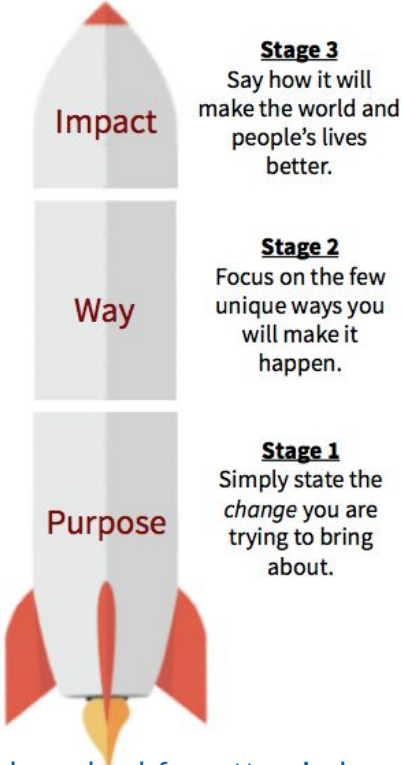 Impact
Stage 3
Say how it will
make the world and
people's lives
better.
Way
Stage 2
Focus on the few
unique ways you
will make it
happen.
Purpose
Stage 1
Simply state the
change you are
trying to bring
about.